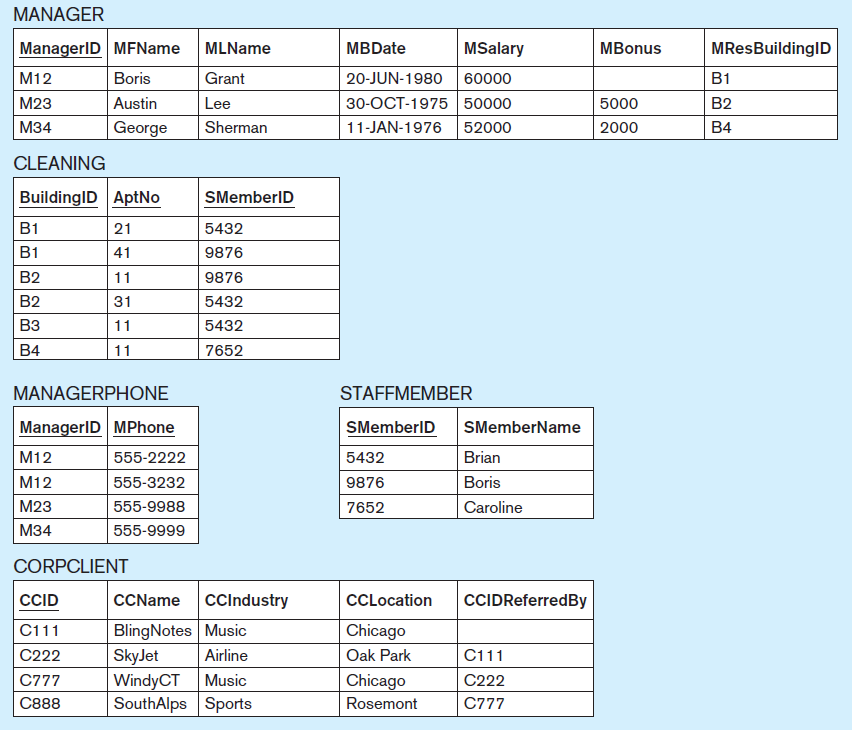 MANAGER
ManagerID MFName MLName MBDate MSalary MBonus MResBuildingID
M12 Boris Grant 20-JUN-1980 60000 B1
M23 Austin Lee 30-OCT-1975 50000 5000 B2
M34 George Sherman 11-JAN-1976 52000 2000 B4
CLEANING
BuildingID AptNo SMemberID
B1 21 5432
B1 41 9876
B2 11 9876
B2 31 5432
B3 11 5432
B4 11 7652
MANAGERPHONE
ManagerID MPhone
M12 555-2222
M12 555-3232
M23 555-9988
M34 555-9999
STAFFMEMBER
SMemberID SMemberName
5432 Brian
9876 Boris
7652 Caroline
CORPCLIENT
CCID CCName CCIndustry CCLocation CCIDReferredBy
C111 BlingNotes Music Chicago
C222 SkyJet Airline Oak Park C111
C777 WindyCT Music Chicago C222
C888 SouthAlps Sports Rosemont C777